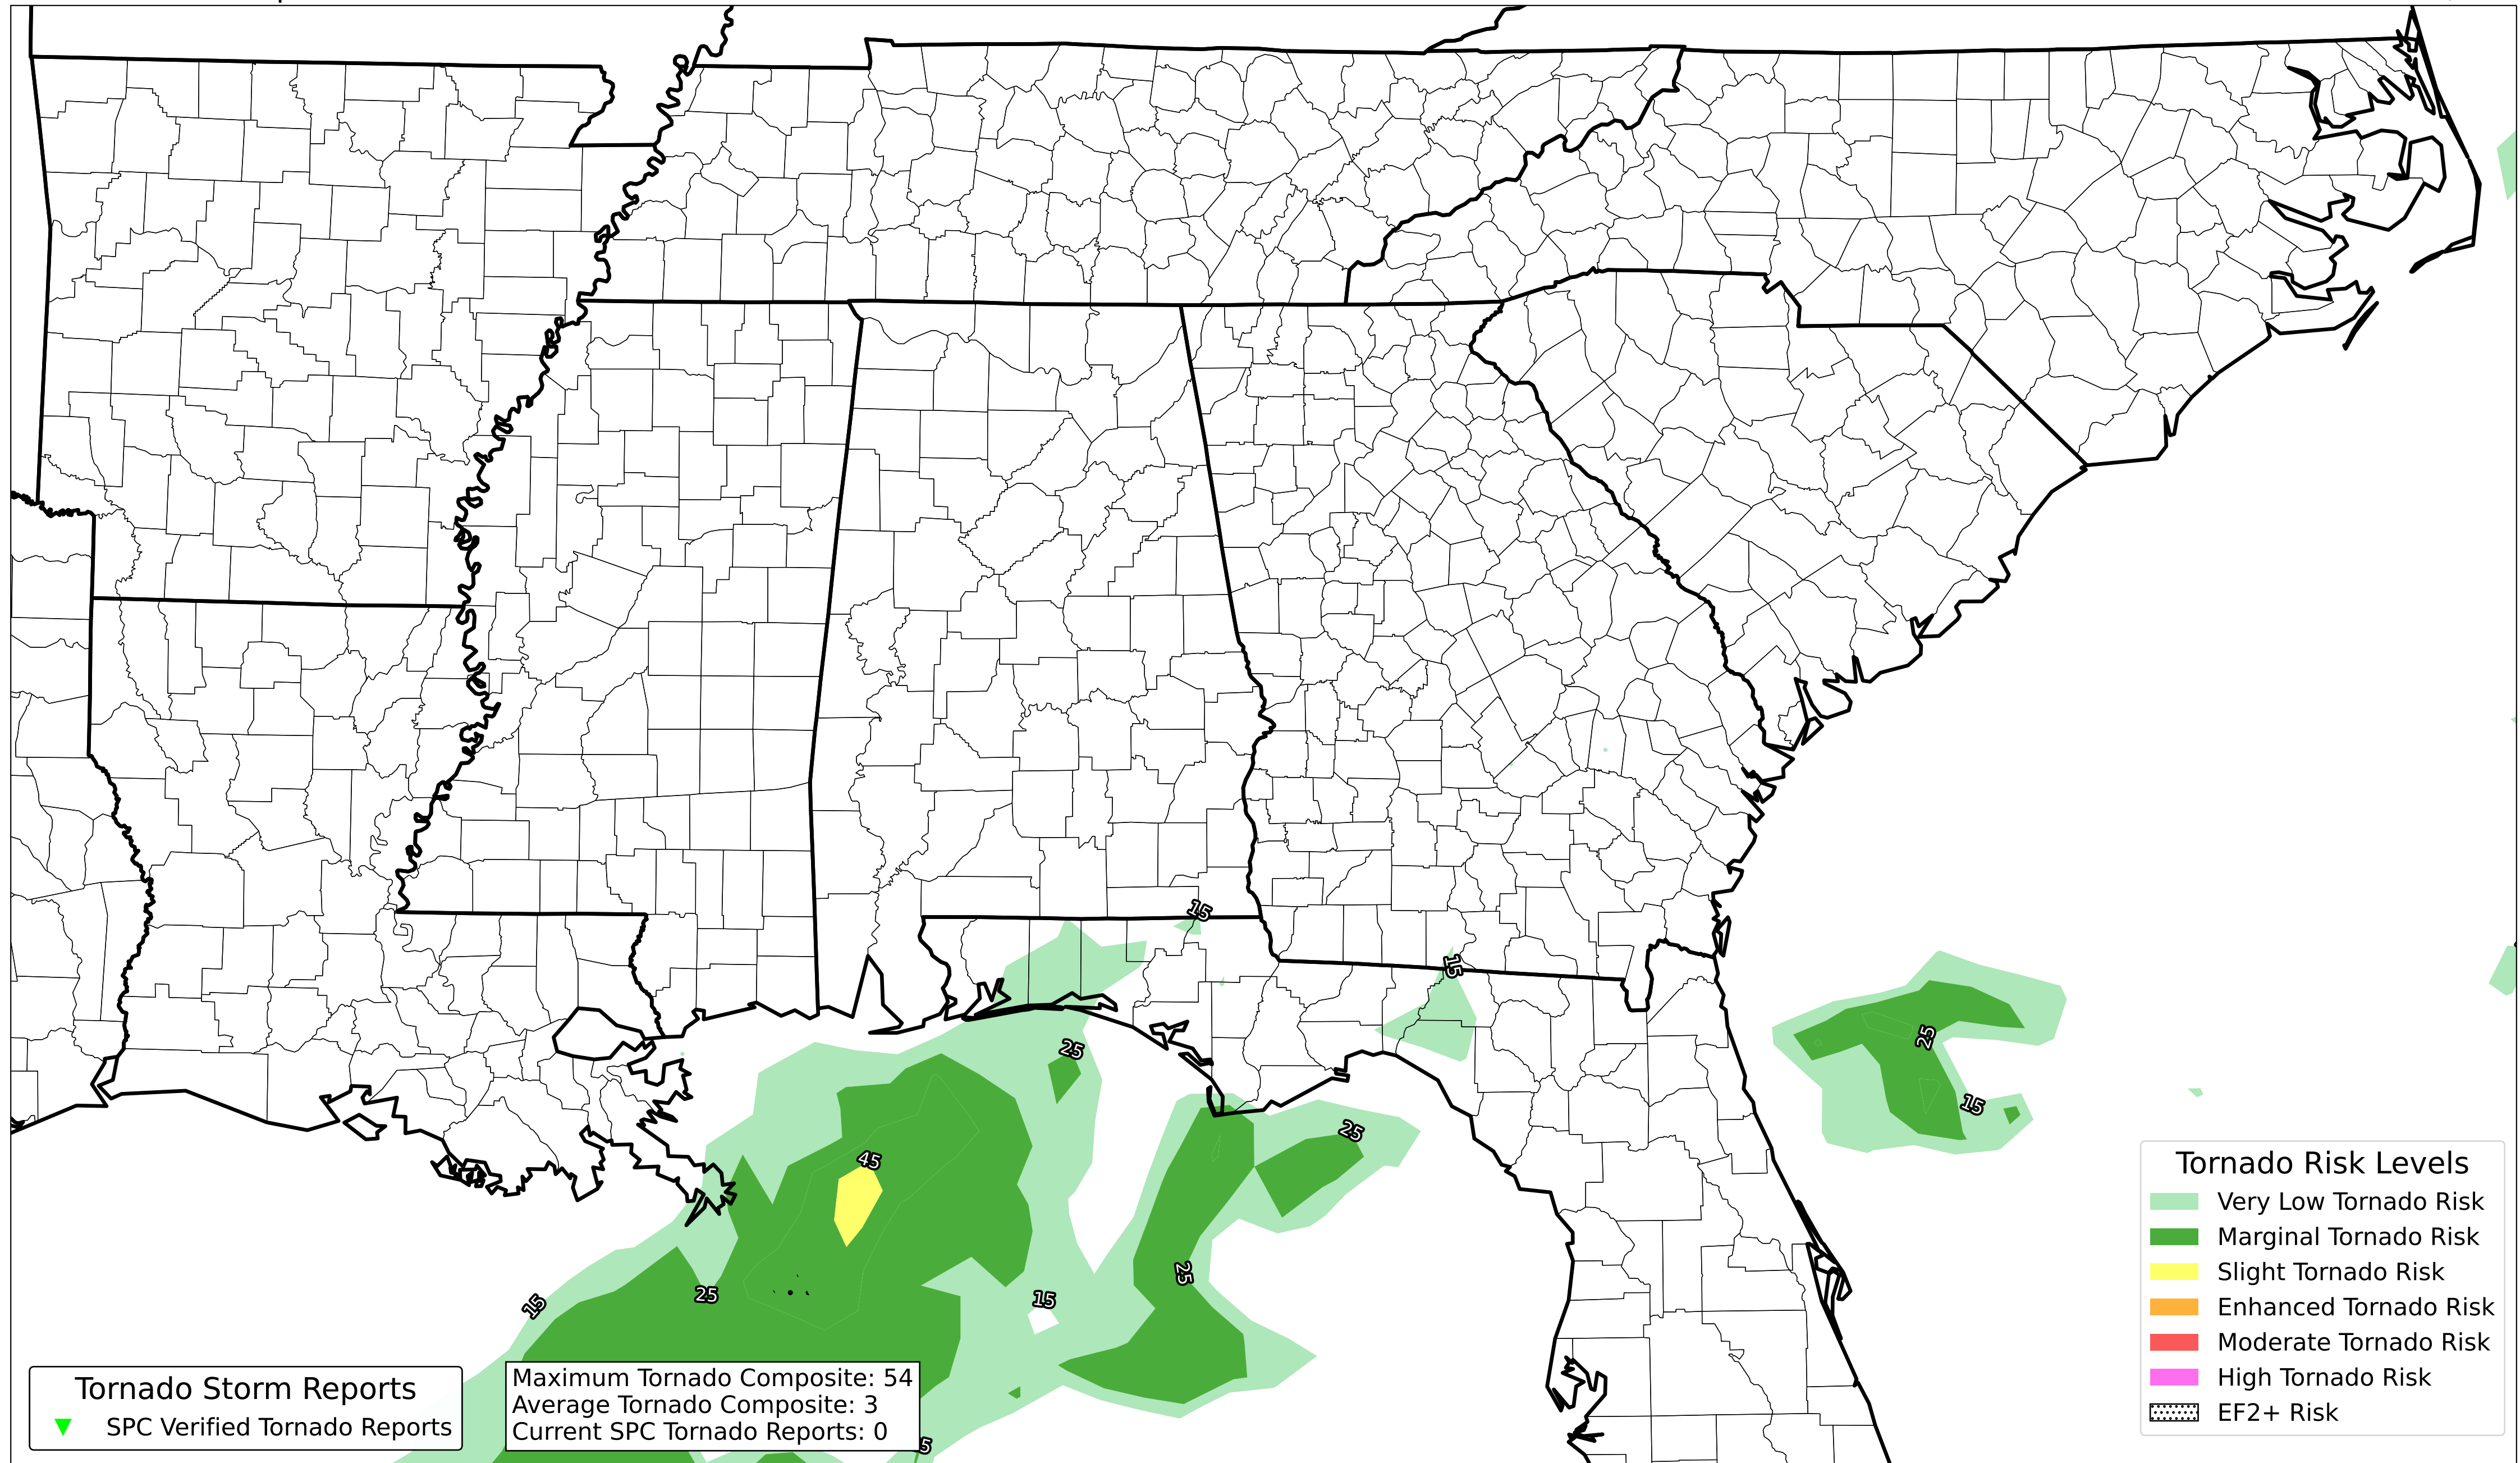 15
15
25
25
15
25
45
25
25
15
15
Tornado Risk Levels
Very Low Tornado Risk
Marginal Tornado Risk
Slight Tornado Risk
Enhanced Tornado Risk
Moderate Tornado Risk
High Tornado Risk
EF2+ Risk
Tornado Storm Reports
SPC Verified Tornado Reports
Maximum Tornado Composite: 54
Average Tornado Composite: 3
Current SPC Tornado Reports: 0